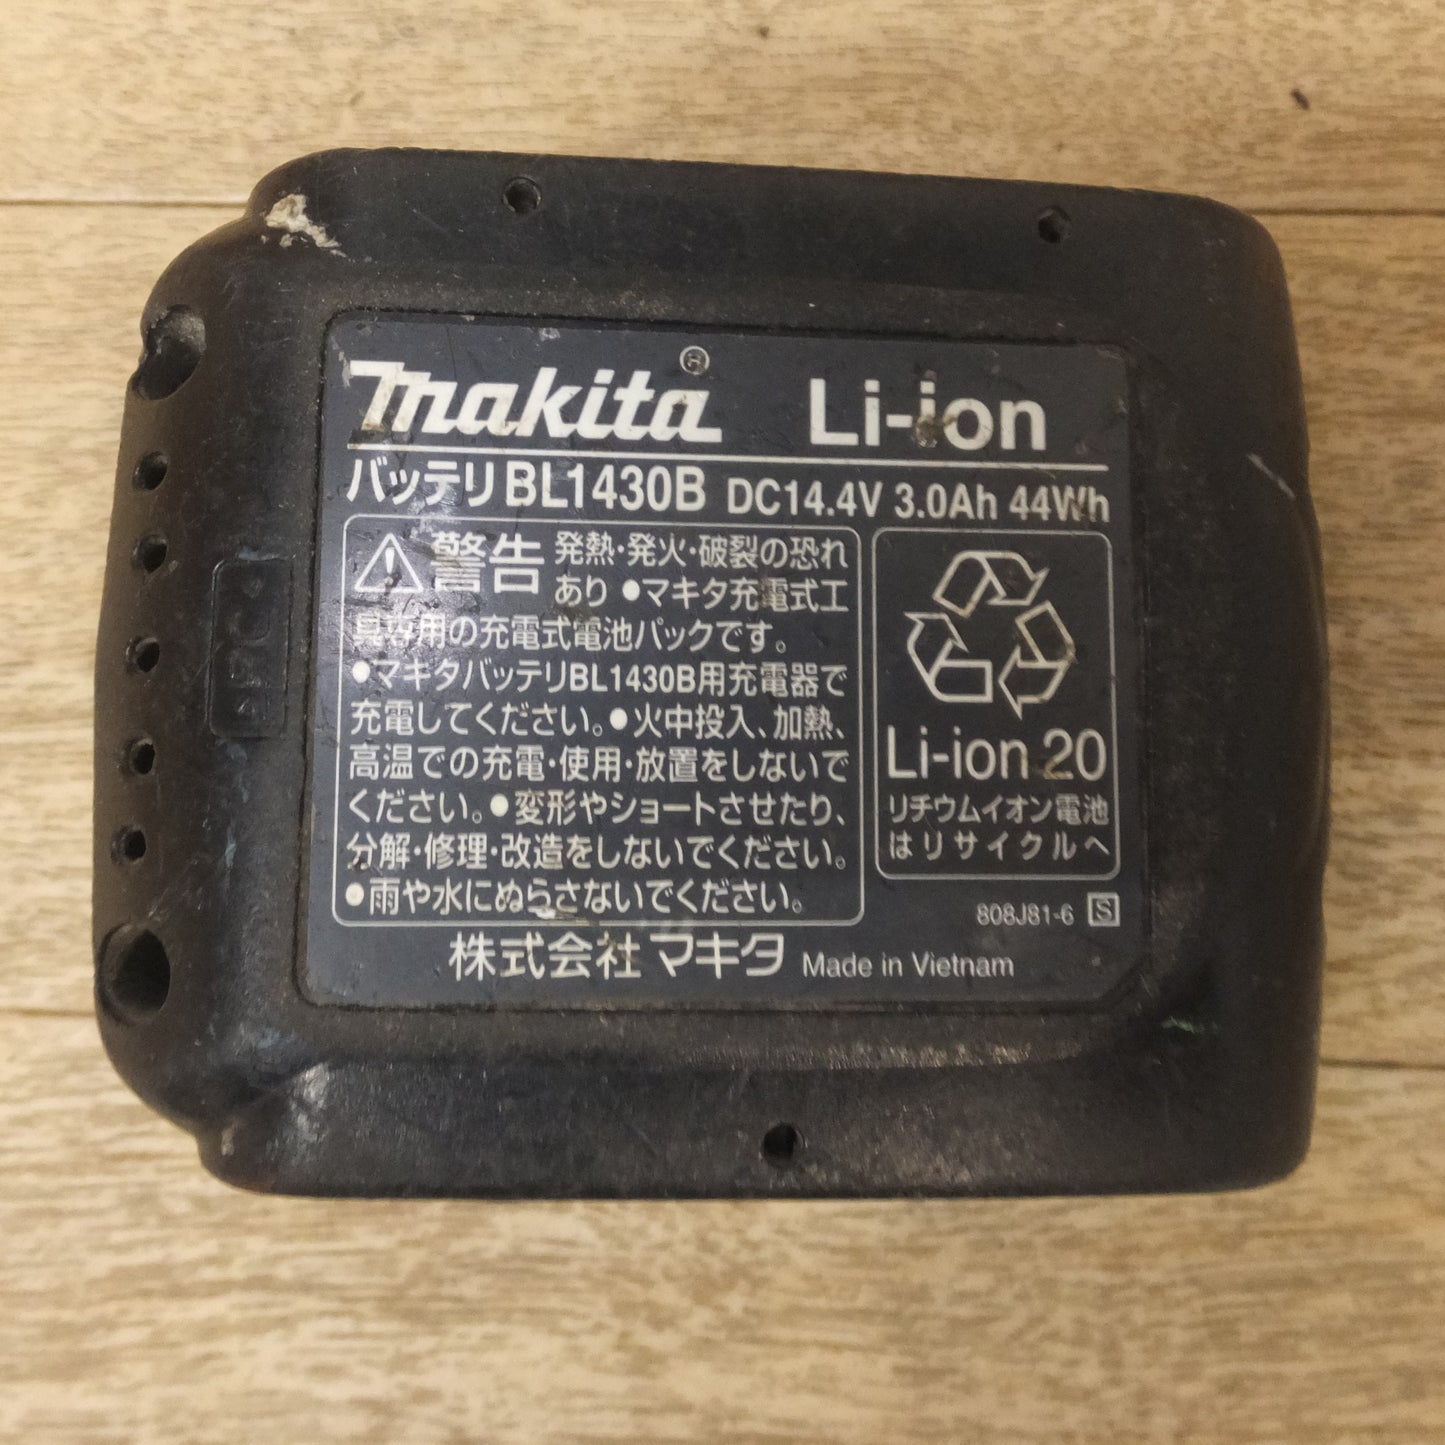 makita® Li-ion
バッテリBL1430B DC14.4V 3.0Ah 44Wh
警告 発熱・発火・破裂の恐れ
あり ●マキタ充電式工
具専用の充電式電池パックです。
●マキタバッテリBL1430B用充電器で
充電してください。●火中投入、加熱、
高温での充電・使用・放置をしないで
ください。●変形やショートさせたり、
分解・修理・改造をしないでください。
●雨や水にぬらさないでください。
Li-ion 20
リチウムイオン電池
はリサイクルへ
808J81-6 S
株式会社マキタ Made in Vietnam